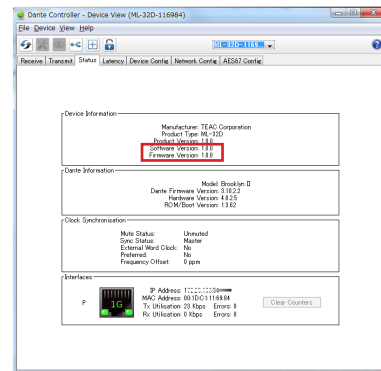 Dante Controller - Device View (ML-32D-116984)
File Device View Help
ML-32D-1169...
Receive Transmit Status Latency Device Config Network Config AES67 Config
Device Information
Manufacturer: TEAC Corporation
Product Type: ML-32D
Product Version: 1.0.0
Software Version: 1.0.0
Firmware Version: 1.0.0
Dante Information
Model: Brooklyn II
Dante Firmware Version: 3.10.2.2
Hardware Version: 4.0.2.5
ROM/Boot Version: 1.3.62
Clock Synchronisation
Mute Status: Unmuted
Sync Status: Master
External Word Clock: No
Preferred: No
Frequency Offset: 0 ppm
Interfaces
P
1G
IP Address:
MAC Address: 00:1D:C1:11:69:84
Tx Utilisation: 23 Kbps Errors: 0
Rx Utilisation: 0 Kbps Errors: 0
Clear Counters